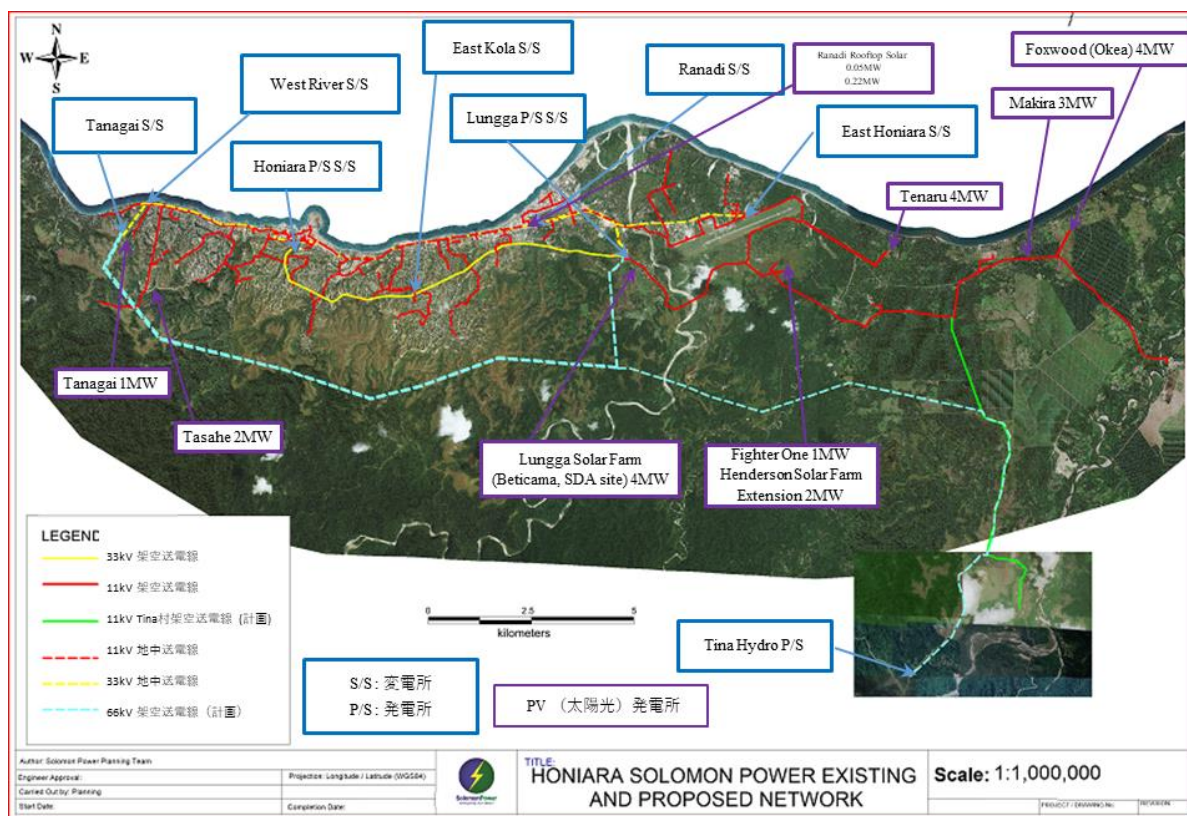 N
W E
S
East Kola S/S
West River S/S
Tanagai S/S
Honiara P/S S/S
Lungga P/S S/S
Ranadi Rooftop Solar
0.05MW
0.22MW
Ranadi S/S
Foxwood (Okea) 4MW
Makira 3MW
East Honiara S/S
Tenaru 4MW
Tanagai 1MW
Tasahe 2MW
Lungga Solar Farm
(Beticama, SDA site) 4MW
Fighter One 1MW
Henderson Solar Farm
Extension 2MW
LEGEND
33kV 架空送電線
11kV 架空送電線
11kV Tina村架空送電線 (計画)
11kV 地中送電線
33kV 地中送電線
66kV 架空送電線（計画）
0 2.5 5
kilometers
S/S : 変電所
P/S : 発電所
PV （太陽光）発電所
Tina Hydro P/S
Author: Solomon Power Planning Team
Engineer Approval:
Projection: Longitude / Latitude (WGS84)
Carried Out by: Planning
Start Date:
Completion Date:
SolomonPower
TITLE:
HONIARA SOLOMON POWER EXISTING
AND PROPOSED NETWORK
Scale: 1:1,000,000
PROJECT / DRAWING No.
REVISION